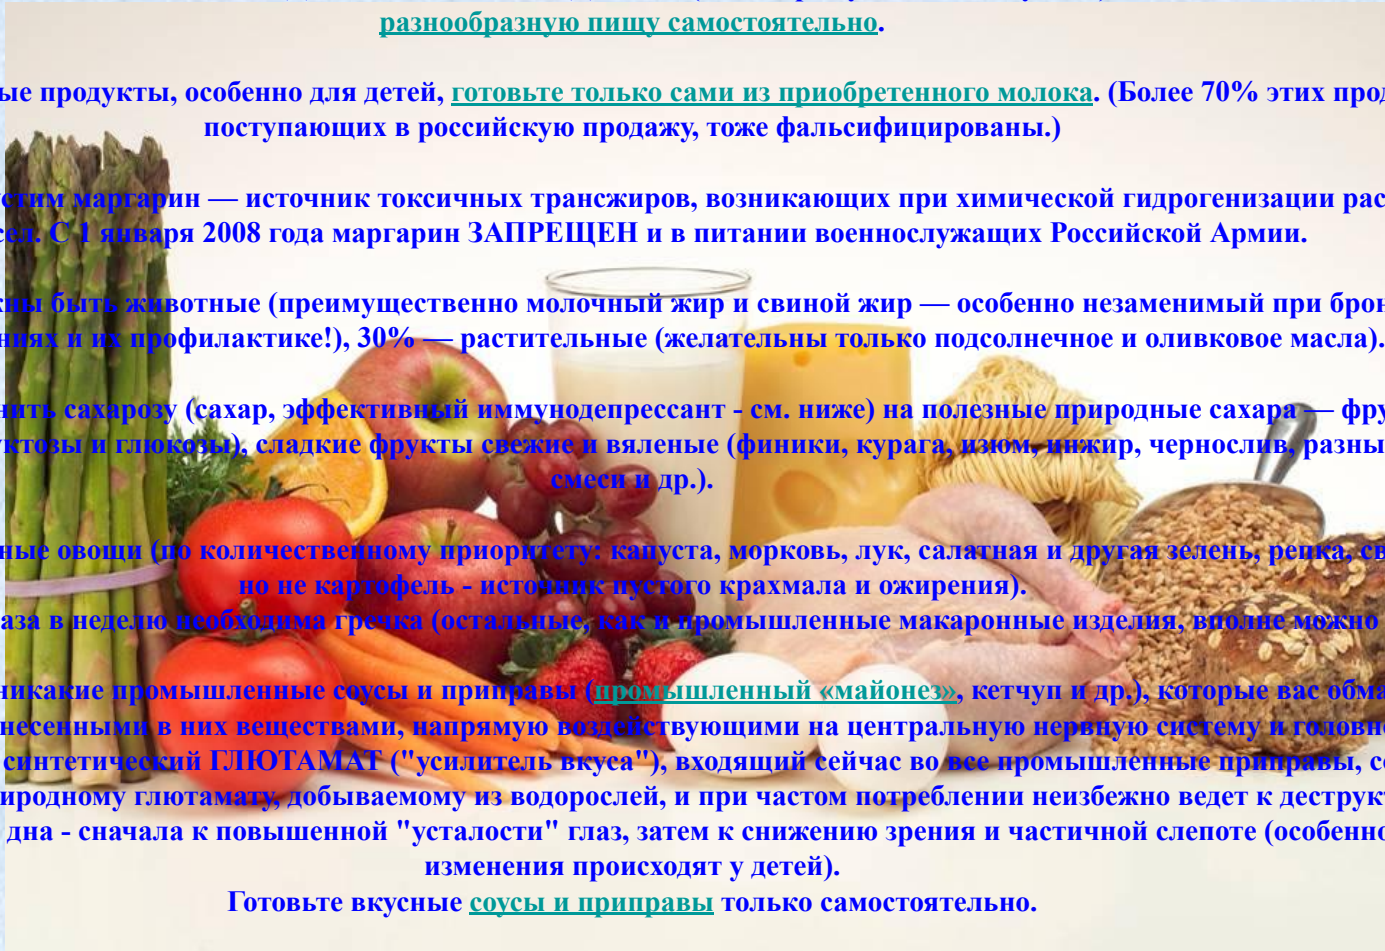 разнообразную пищу самостоятельно.
ые продукты, особенно для детей, готовьте только сами из приобретенного молока. (Более 70% этих прод
поступающих в российскую продажу, тоже фальсифицированы.)
стим маргарин — источник токсичных трансжиров, возникающих при химической гидрогенизации рас
сел. С 1 января 2008 года маргарин ЗАПРЕЩЕН и в питании военнослужащих Российской Армии.
ны быть животные (преимущественно молочный жир и свиной жир — особенно незаменимый при брон
ниях и их профилактике!), 30% — растительные (желательны только подсолнечное и оливковое масла).
нить сахарозу (сахар, эффективный иммунодепрессант - см. ниже) на полезные природные сахара — фру
уктозы и глюкозы), сладкие фрукты свежие и вяленые (финики, курага, изюм, инжир, чернослив, разны
смеси и др.).
ные овощи (по количественному приоритету: капуста, морковь, лук, салатная и другая зелень, репка, св
но не картофель - источник пустого крахмала и ожирения).
аза в неделю необходима гречка (остальные, как и промышленные макаронные изделия, вполне можно
никакие промышленные соусы и приправы (промышленный «майонез», кетчуп и др.), которые вас обма
несенными в них веществами, напрямую воздействующими на центральную нервную систему и головн
синтетический ГЛЮТАМАТ ("усилитель вкуса"), входящий сейчас во все промышленные приправы, с
иродному глютамату, добываемому из водорослей, и при частом потреблении неизбежно ведет к деструк
дна - сначала к повышенной "усталости" глаз, затем к снижению зрения и частичной слепоте (особенно
изменения происходят у детей).
Готовьте вкусные соусы и приправы только самостоятельно.